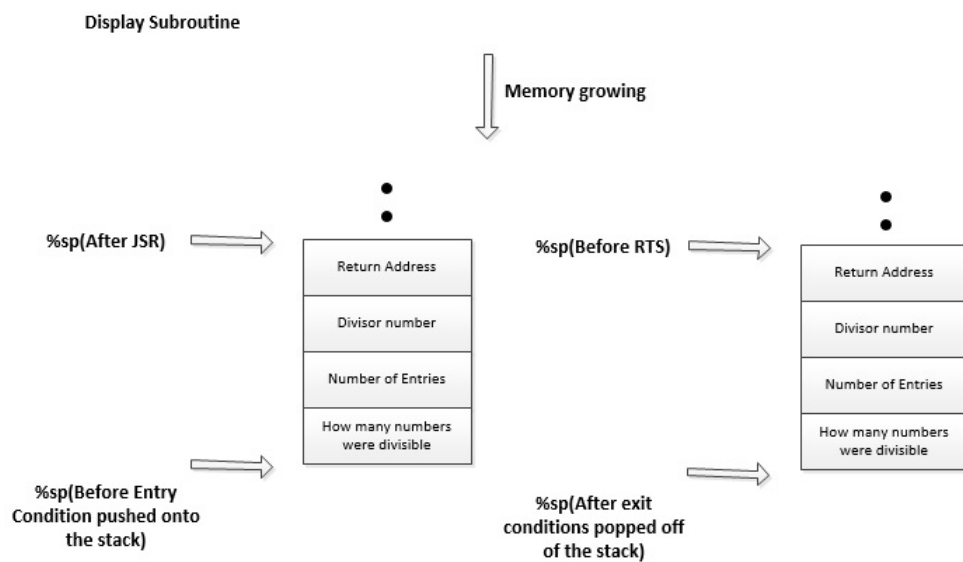 Display Subroutine
Memory growing
%sp(After JSR)
Return Address
Divisor number
Number of Entries
How many numbers
were divisible
%sp(Before Entry
Condition pushed onto
the stack)
%sp(Before RTS)
Return Address
Divisor number
Number of Entries
How many numbers
were divisible
%sp(After exit
conditions popped off
of the stack)